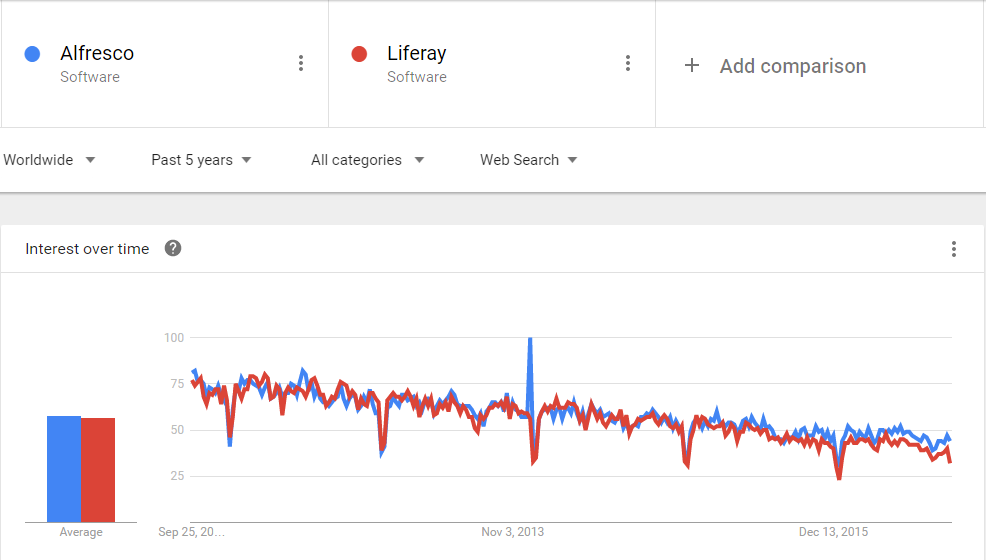 Alfresco
Software
Liferay
Software
+ Add comparison
Worldwide
Past 5 years
All categories
Web Search
Interest over time ?
100
75
50
25
Average
Sep 25, 20...
Nov 3, 2013
Dec 13, 2015